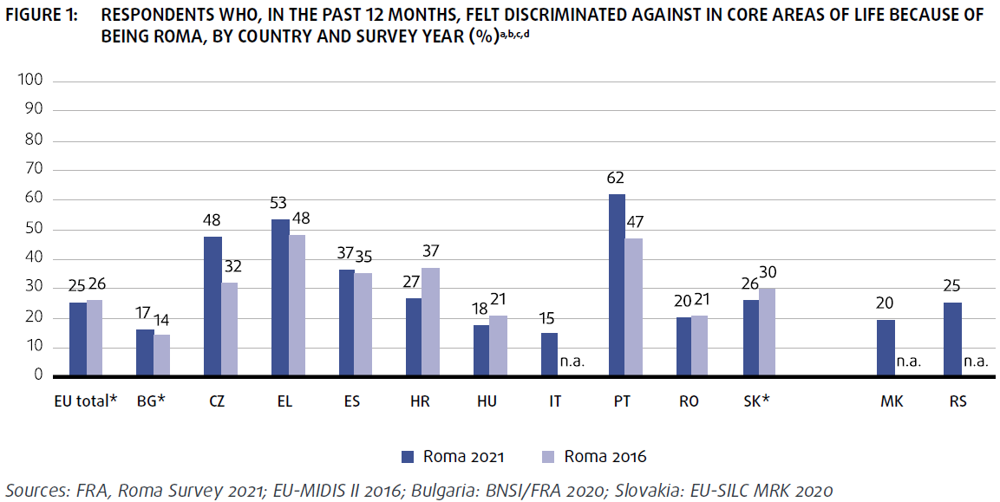 FIGURE 1: RESPONDENTS WHO, IN THE PAST 12 MONTHS, FELT DISCRIMINATED AGAINST IN CORE AREAS OF LIFE BECAUSE OF
BEING ROMA, BY COUNTRY AND SURVEY YEAR (%)a,b,c,d
100
90
80
70
60
50
40
30
20
10
0
25 26
17 14
48 32
53 48
37 35
27 37
18 21
15 n.a.
62 47
20 21
26 30
20 n.a.
25 n.a.
EU total* BG* CZ EL ES HR HU IT PT RO SK* MK RS
Roma 2021 Roma 2016
Sources: FRA, Roma Survey 2021; EU-MIDIS II 2016; Bulgaria: BNSI/FRA 2020; Slovakia: EU-SILC MRK 2020